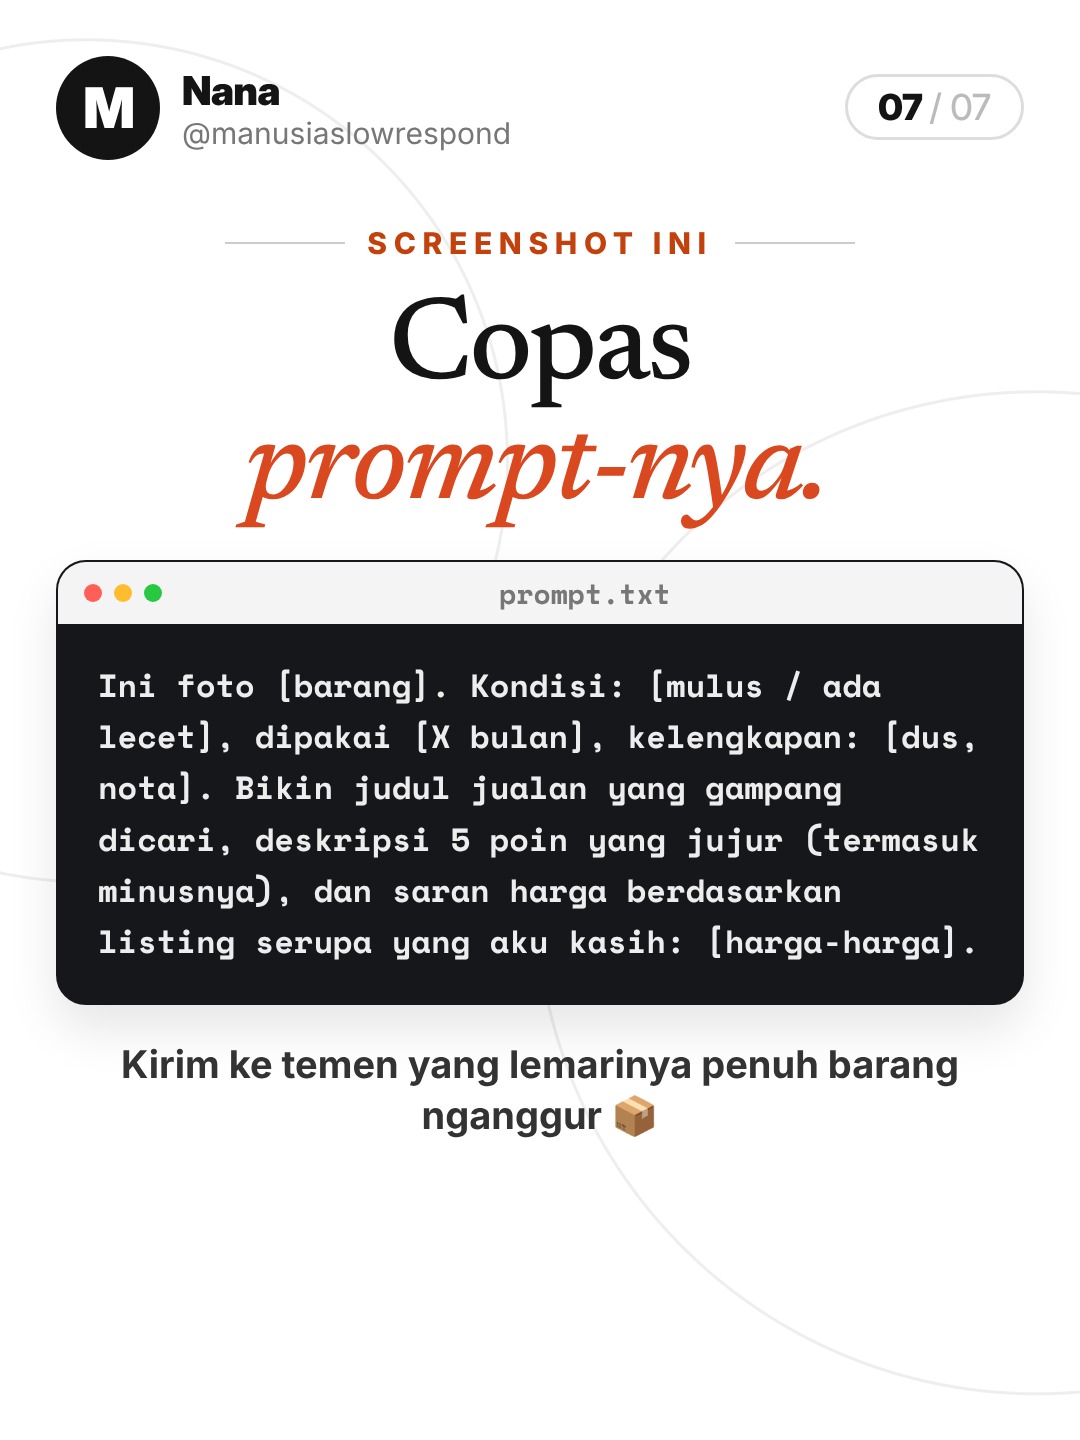 M
Nana
@manusiaslowrespond
07 / 07
SCREENSHOT INI
Copas
prompt-nya.
prompt.txt
Ini foto [barang]. Kondisi: [mulus / ada
lecet], dipakai [X bulan], kelengkapan: [dus,
nota]. Bikin judul jualan yang gampang
dicari, deskripsi 5 poin yang jujur (termasuk
minusnya), dan saran harga berdasarkan
listing serupa yang aku kasih: [harga-harga].
Kirim ke temen yang lemarinya penuh barang
nganggur 📦